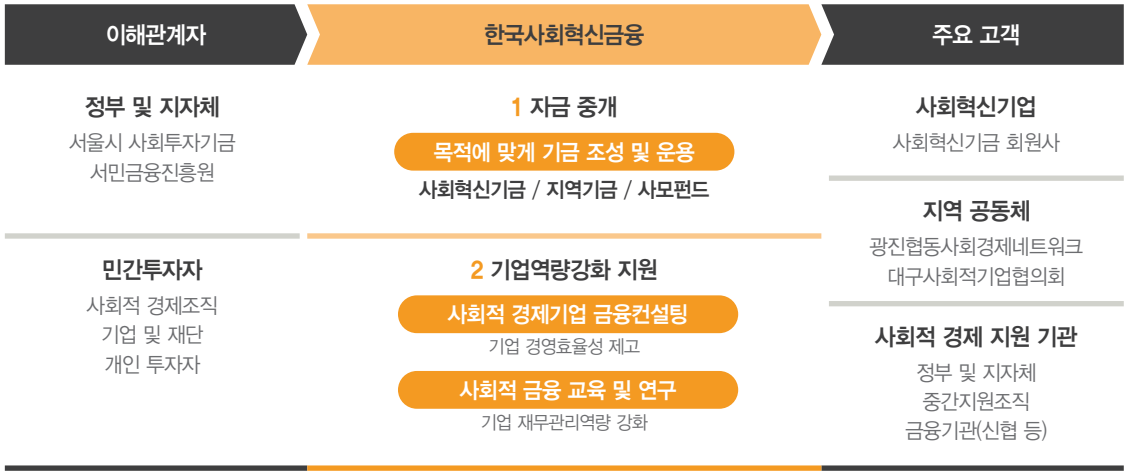 이해관계자
한국사회혁신금융
주요 고객
정부 및 지자체
서울시 사회투자기금
서민금융진흥원
민간투자자
사회적 경제조직
기업 및 재단
개인 투자자
1 자금 중개
목적에 맞게 기금 조성 및 운용
사회혁신기금 / 지역기금 / 사모펀드
2 기업역량강화 지원
사회적 경제기업 금융컨설팅
기업 경영효율성 제고
사회적 금융 교육 및 연구
기업 재무관리역량 강화
사회혁신기업
사회혁신기금 회원사
지역 공동체
광진협동사회경제네트워크
대구사회적기업협의회
사회적 경제 지원 기관
정부 및 지자체
중간지원조직
금융기관(신협 등)